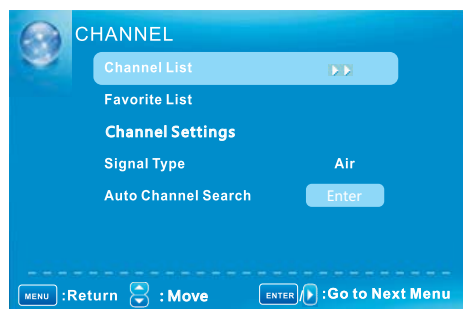 CHANNEL
Channel List
Favorite List
Channel Settings
Signal Type Air
Auto Channel Search Enter
MENU :Return : Move ENTER / :Go to Next Menu